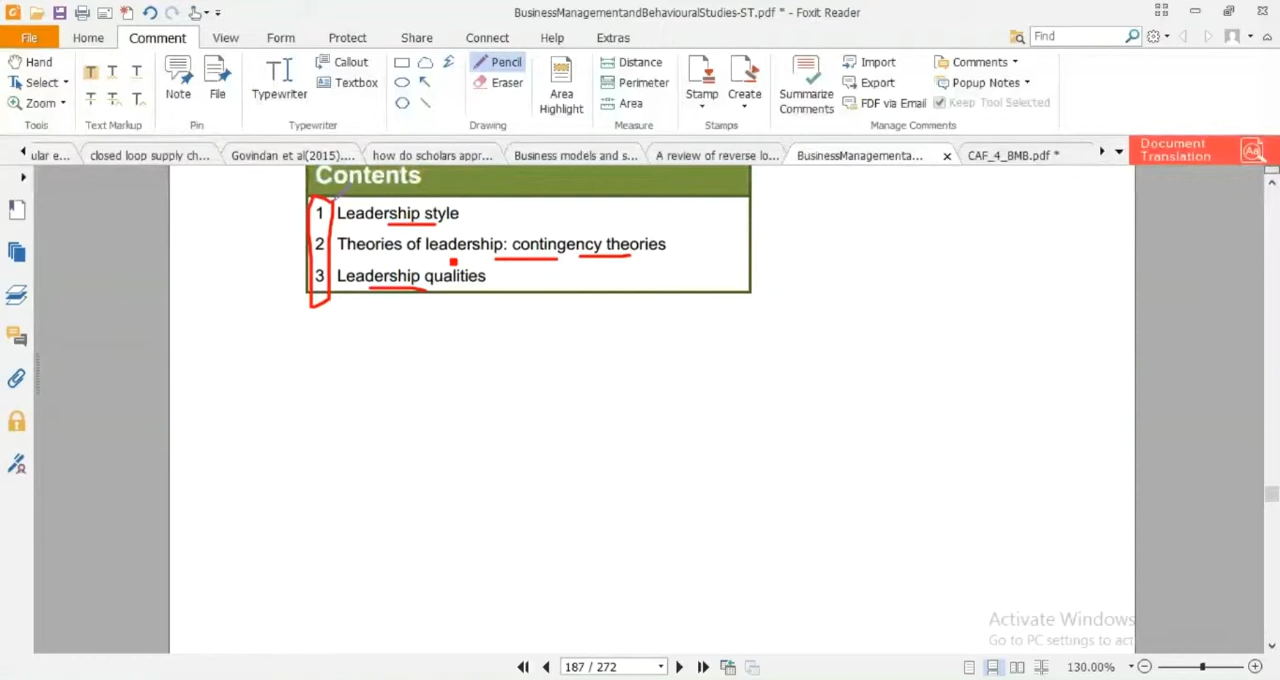 BusinessManagementandBehaviouralStudies-ST.pdf * - Foxit Reader
File Home Comment View Form Protect Share Connect Help Extras
Find
Hand
Select
Zoom
Tools
Text Markup
Note
File
Pin
Typewriter
Callout
Textbox
Typewriter
Pencil
Eraser
Drawing
Area
Highlight
Distance
Perimeter
Area
Measure
Stamp
Create
Stamps
Summarize
Comments
Import
Export
FDF via Email
Comments
Popup Notes
Keep Tool Selected
Manage Comments
ular e... closed loop supply ch... Govindan et al(2015).... how do scholars appr... Business models and s... A review of reverse lo... BusinessManagementa... CAF_4_BMB.pdf *
Document
Translation
Contents
1 Leadership style
2 Theories of leadership: contingency theories
3 Leadership qualities
Activate Windows
Go to PC settings to act
187 / 272
130.00%